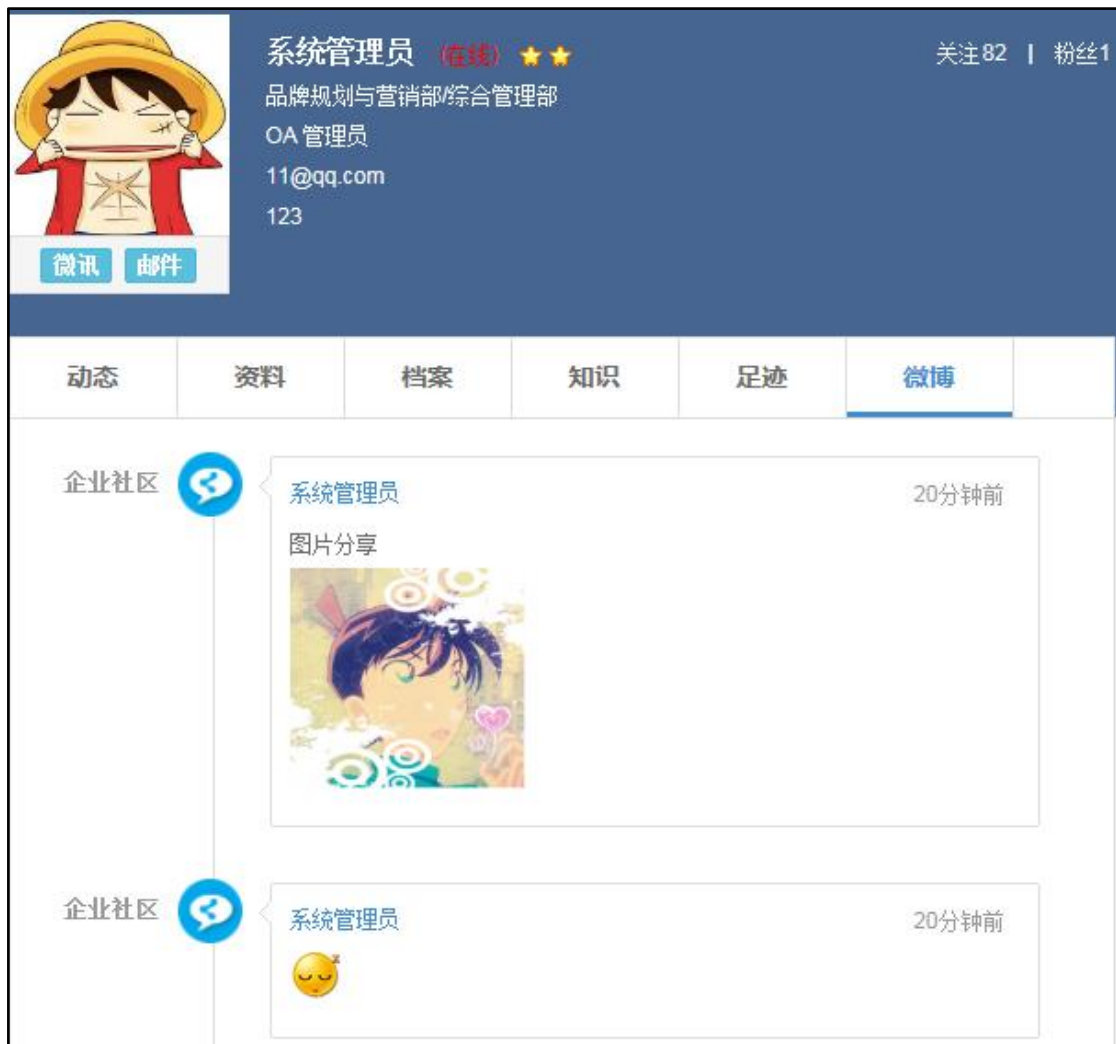 系统管理员 (在线)
关注82 | 粉丝1
品牌规划与营销部/综合管理部
OA 管理员
11@qq.com
123
微讯 邮件
动态 资料 档案 知识 足迹 微博
企业社区
系统管理员 20分钟前
图片分享
企业社区
系统管理员 20分钟前